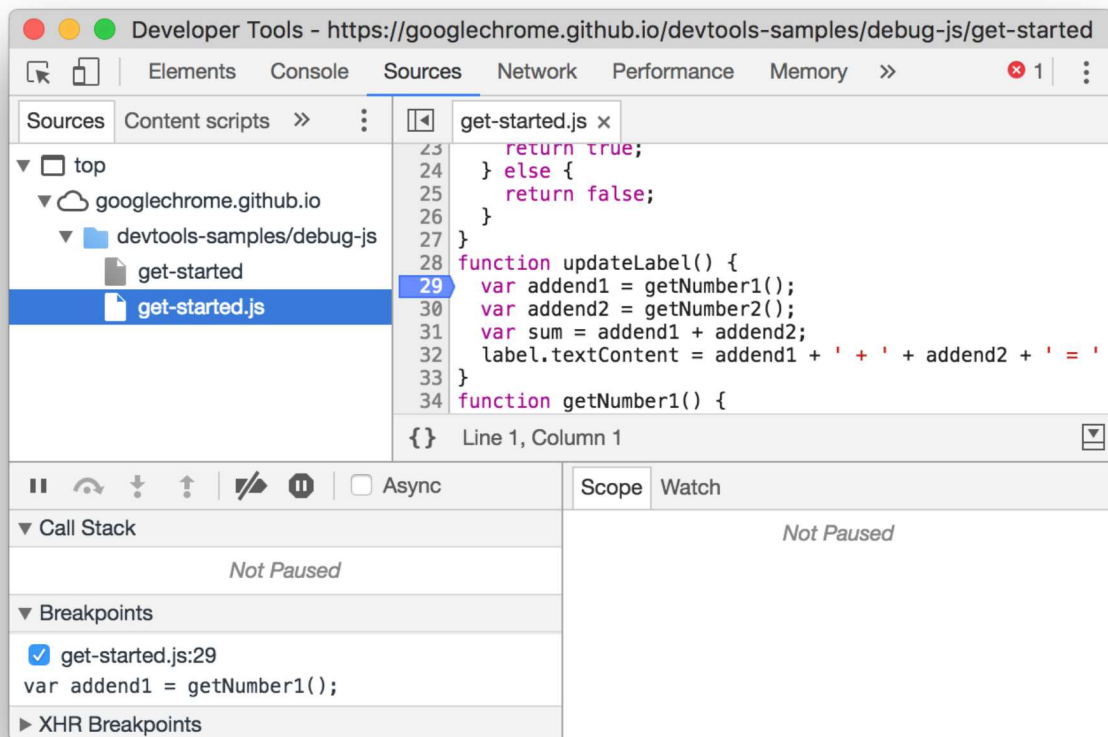 Developer Tools - https://googlechrome.github.io/devtools-samples/debug-js/get-started
Elements Console Sources Network Performance Memory » 1
Sources Content scripts »
top
googlechrome.github.io
devtools-samples/debug-js
get-started
get-started.js
get-started.js ×
23     return true;
24   } else {
25     return false;
26   }
27 }
28 function updateLabel() {
29   var addend1 = getNumber1();
30   var addend2 = getNumber2();
31   var sum = addend1 + addend2;
32   label.textContent = addend1 + ' + ' + addend2 + ' = '
33 }
34 function getNumber1() {
{} Line 1, Column 1
Async
Call Stack
Not Paused
Breakpoints
get-started.js:29
var addend1 = getNumber1();
XHR Breakpoints
Scope Watch
Not Paused